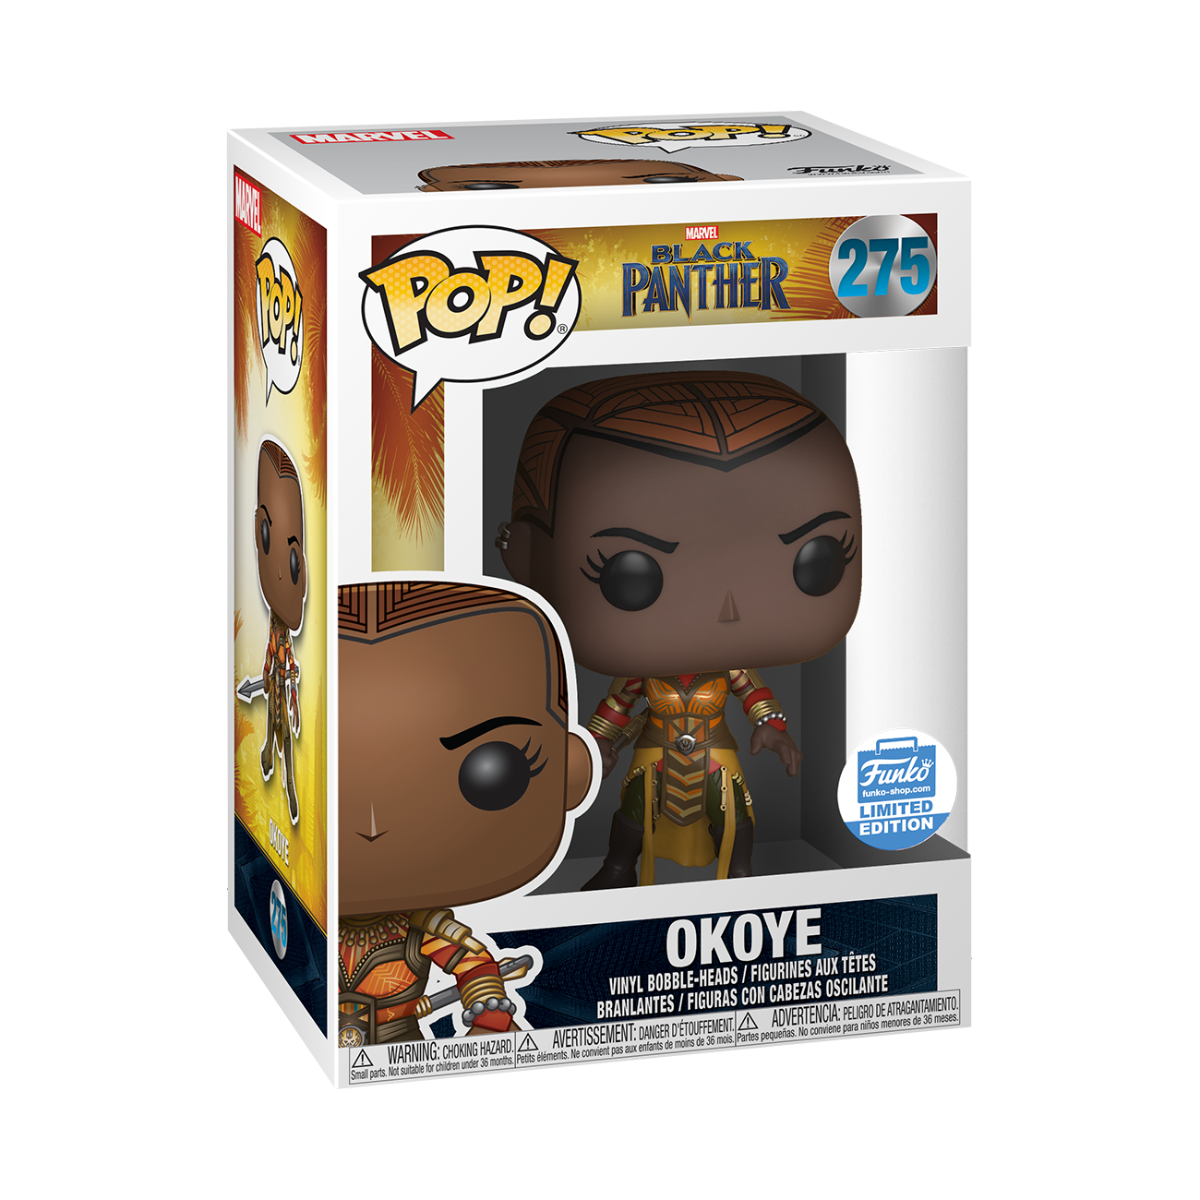 MARVEL
POP!
Funko
MARVEL
POP!
OKOYE
275
POP!®
MARVEL
BLACK
PANTHER
275
Funko
funko-shop.com
LIMITED
EDITION
OKOYE
VINYL BOBBLE-HEADS / FIGURINES AUX TÊTES
BRANLANTES / FIGURAS CON CABEZAS OSCILANTE
WARNING: CHOKING HAZARD.
Small parts. Not suitable for children under 36 months.
AVERTISSEMENT: DANGER D'ÉTOUFFEMENT.
Petits éléments. Ne convient pas aux enfants de moins de 36 mois.
ADVERTENCIA: PELIGRO DE ATRAGANTAMIENTO.
Partes pequeñas. No conviene para niños menores de 36 meses.